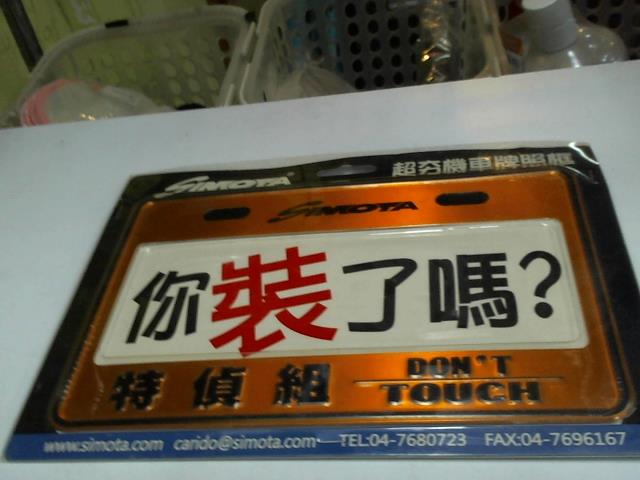 SIMOTA 超夯機車牌照框
SIMOTA
你裝了嗎?
特偵組 DON'T TOUCH
www.simota.com carido@simota.com TEL:04-7680723 FAX:04-7696167